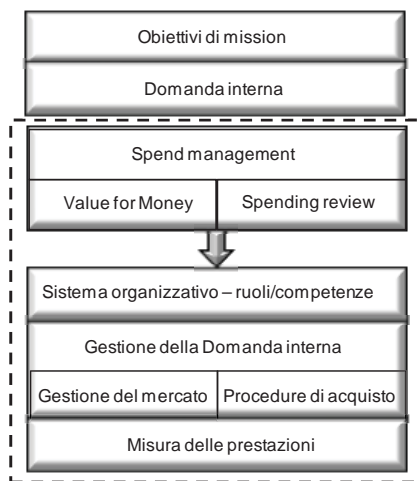 Obiettivi di mission
Domanda interna
Spend management
Value for Money
Spending review
Sistema organizzativo – ruoli/competenze
Gestione della Domanda interna
Gestione del mercato
Procedure di acquisto
Misura delle prestazioni